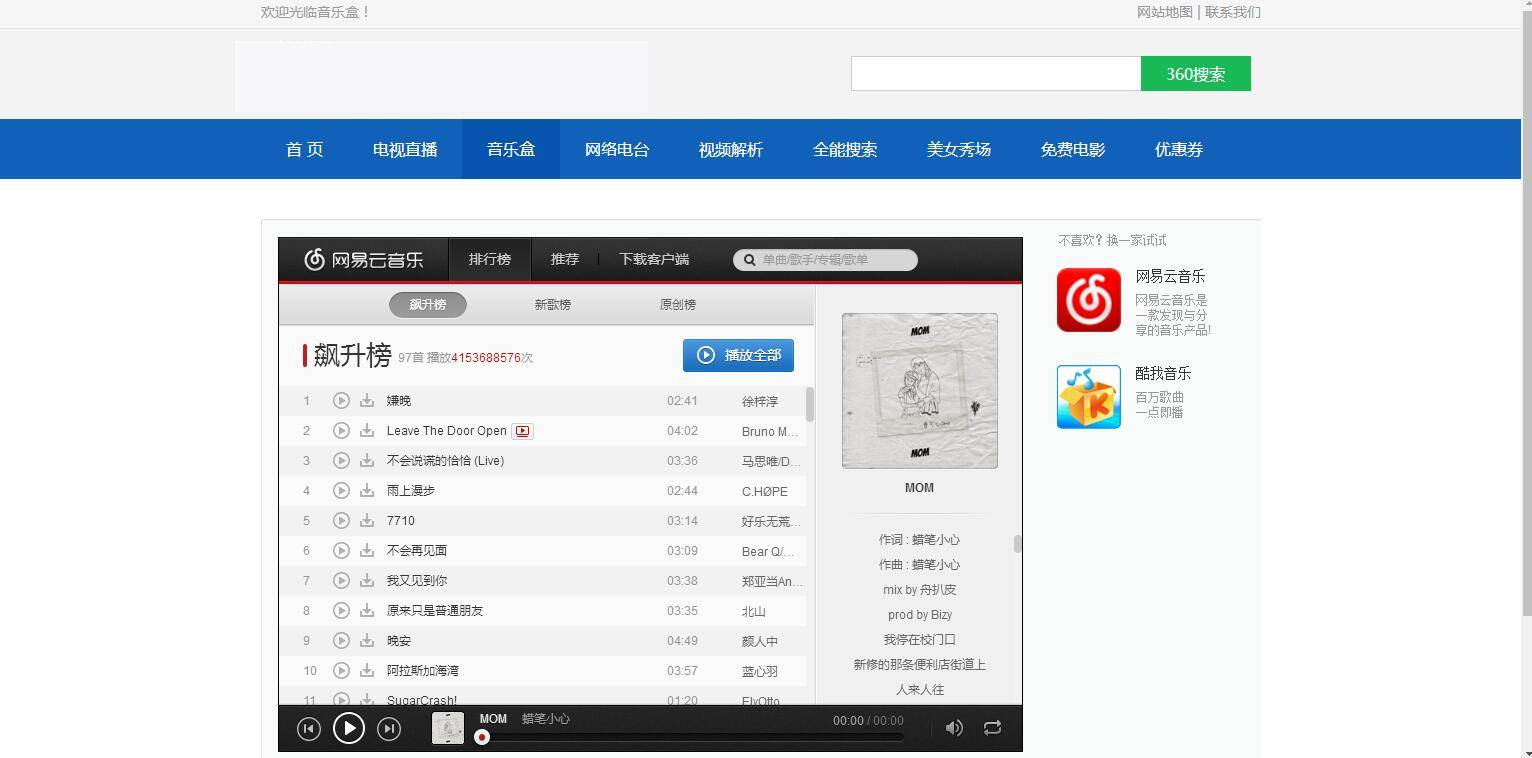 欢迎光临音乐盒！
网站地图 | 联系我们
360搜索
首 页 电视直播 音乐盒 网络电台 视频解析 全能搜索 美女秀场 免费电影 优惠券
网易云音乐 排行榜 推荐 下载客户端 单曲/歌手/专辑/歌单
飙升榜 新歌榜 原创榜
飙升榜 97首 播放4153688576次 播放全部
1 嫌晚 02:41 徐梓淳
2 Leave The Door Open 04:02 Bruno M...
3 不会说谎的恰恰 (Live) 03:36 马思唯/D...
4 雨上漫步 02:44 C.HØPE
5 7710 03:14 好乐无荒...
6 不会再见面 03:09 Bear Q/...
7 我又见到你 03:38 郑亚当An...
8 原来只是普通朋友 03:35 北山
9 晚安 04:49 颜人中
10 阿拉斯加海湾 03:57 蓝心羽
11 SugarCrash! 01:20 ElyOtto
MOM
MOM
MOM
作词 : 蜡笔小心
作曲 : 蜡笔小心
mix by 舟扒皮
prod by Bizy
我停在校门口
新修的那条便利店街道上
人来人往
MOM 蜡笔小心 00:00 / 00:00
不喜欢? 换一家试试
网易云音乐
网易云音乐是
一款发现与分
享的音乐产品!
酷我音乐
百万歌曲
一点即播
K